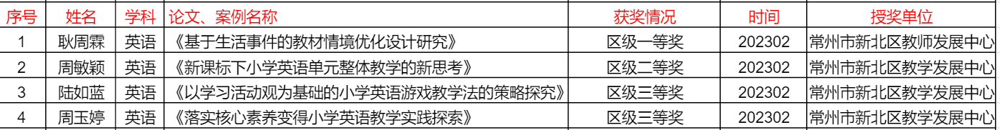 序号 姓名 学科 论文、案例名称 获奖情况 时间 授奖单位
1 耿周霖 英语 《基于生活事件的教材情境优化设计研究》 区级一等奖 202302 常州市新北区教师发展中心
2 周敏颖 英语 《新课标下小学英语单元整体教学的新思考》 区级二等奖 202302 常州市新北区教学发展中心
3 陆如蓝 英语 《以学习活动观为基础的小学英语游戏教学法的策略探究》 区级三等奖 202302 常州市新北区教学发展中心
4 周玉婷 英语 《落实核心素养变得小学英语教学实践探索》 区级三等奖 202302 常州市新北区教学发展中心